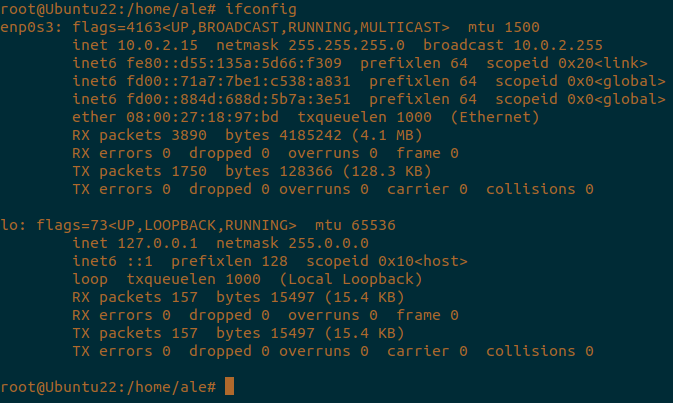 root@Ubuntu22:/home/ale# ifconfig
enp0s3: flags=4163<UP,BROADCAST,RUNNING,MULTICAST>  mtu 1500
        inet 10.0.2.15  netmask 255.255.255.0  broadcast 10.0.2.255
        inet6 fe80::d55:135a:5d66:f309  prefixlen 64  scopeid 0x20<link>
        inet6 fd00::71a7:7be1:c538:a831  prefixlen 64  scopeid 0x0<global>
        inet6 fd00::884d:688d:5b7a:3e51  prefixlen 64  scopeid 0x0<global>
        ether 08:00:27:18:97:bd  txqueuelen 1000  (Ethernet)
        RX packets 3890  bytes 4185242 (4.1 MB)
        RX errors 0  dropped 0  overruns 0  frame 0
        TX packets 1750  bytes 128366 (128.3 KB)
        TX errors 0  dropped 0 overruns 0  carrier 0  collisions 0

lo: flags=73<UP,LOOPBACK,RUNNING>  mtu 65536
        inet 127.0.0.1  netmask 255.0.0.0
        inet6 ::1  prefixlen 128  scopeid 0x10<host>
        loop  txqueuelen 1000  (Local Loopback)
        RX packets 157  bytes 15497 (15.4 KB)
        RX errors 0  dropped 0  overruns 0  frame 0
        TX packets 157  bytes 15497 (15.4 KB)
        TX errors 0  dropped 0 overruns 0  carrier 0  collisions 0

root@Ubuntu22:/home/ale#